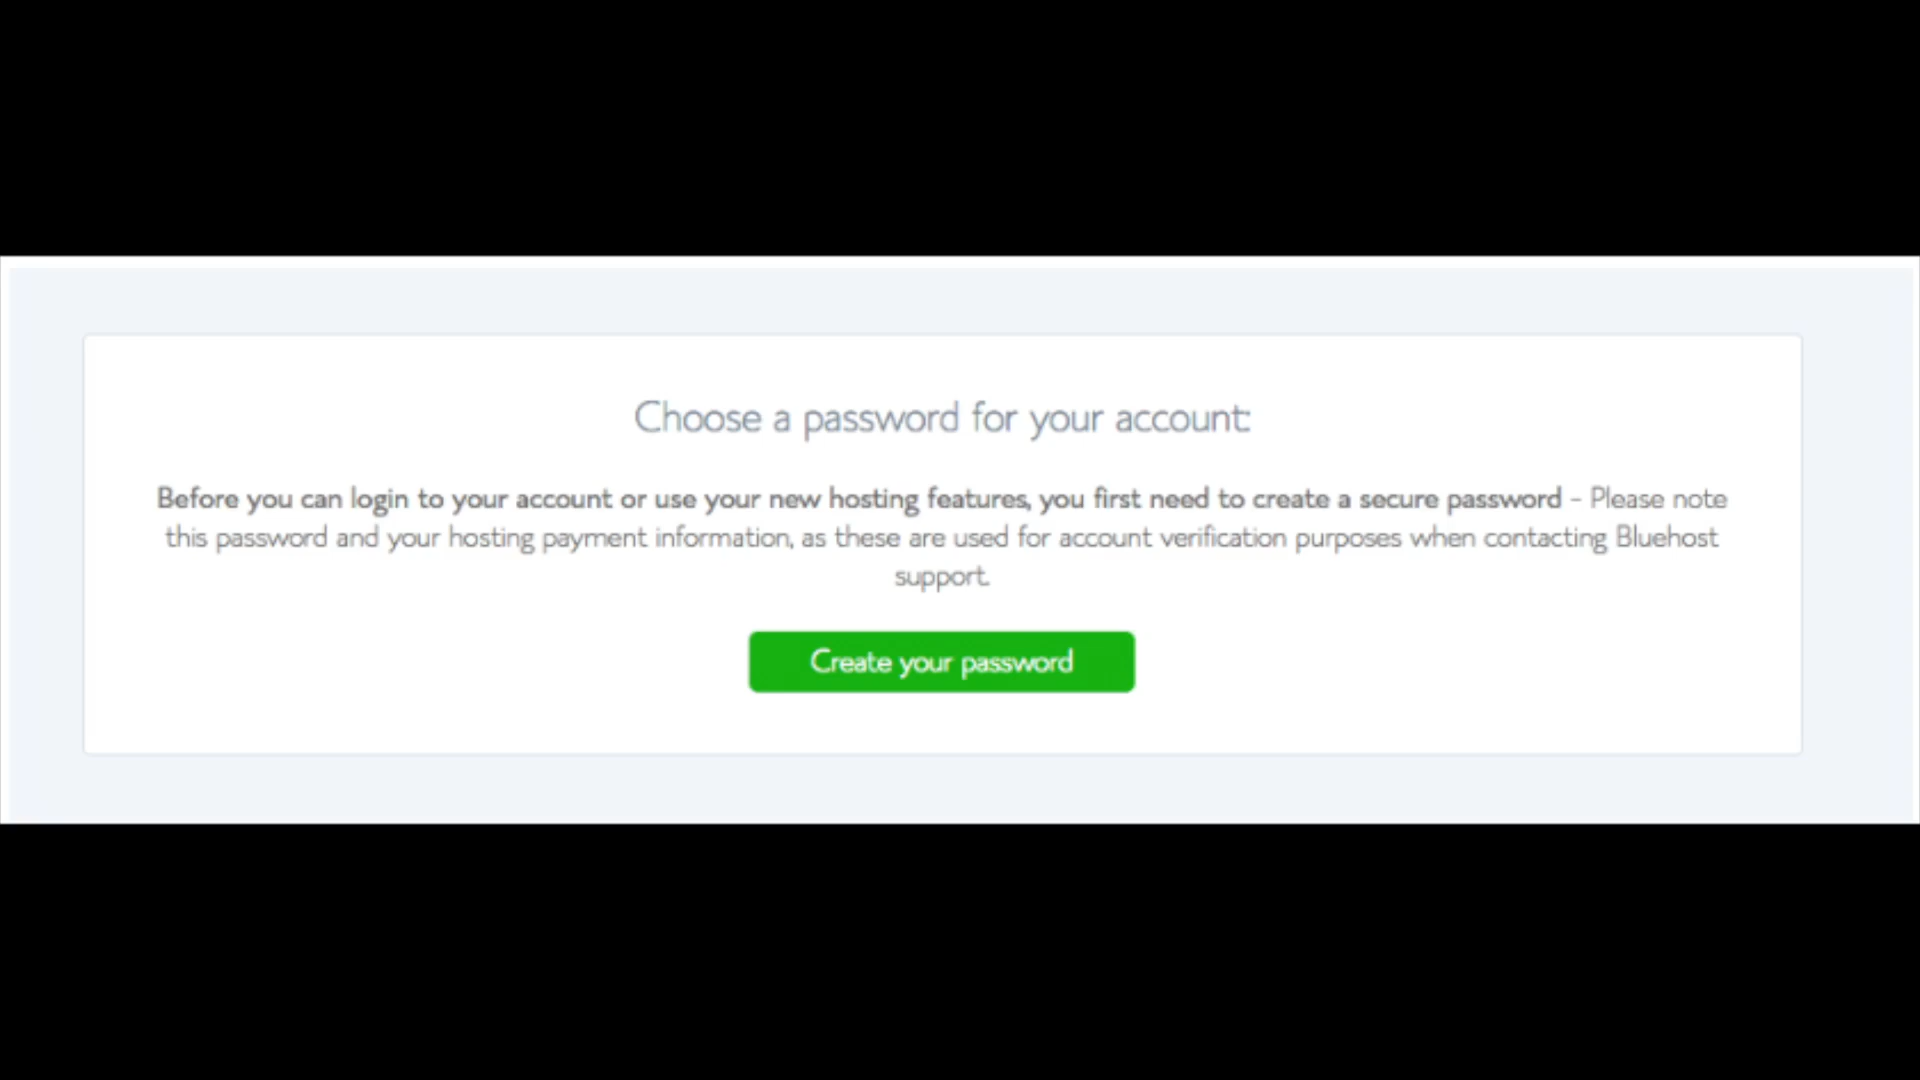 Choose a password for your account:
Before you can login to your account or use your new hosting features, you first need to create a secure password - Please note
this password and your hosting payment information, as these are used for account verification purposes when contacting Bluehost
support.
Create your password